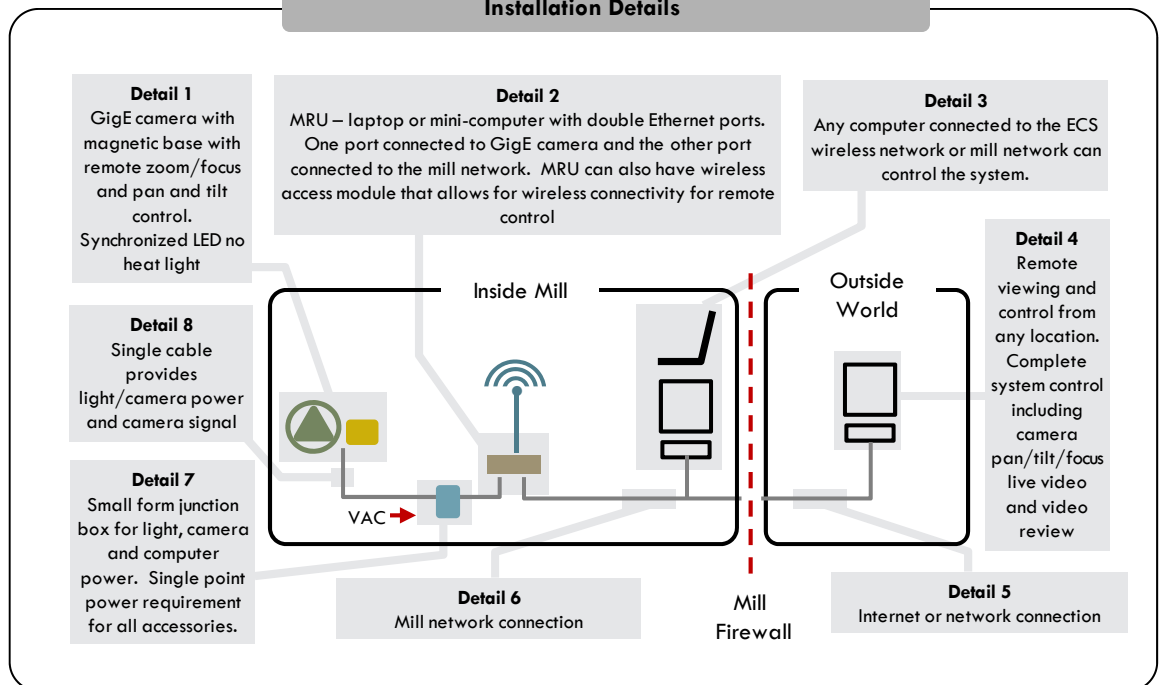 Installation Details
Detail 1
GigE camera with
magnetic base with
remote zoom/focus
and pan and tilt
control.
Synchronized LED no
heat light
Detail 2
MRU – laptop or mini-computer with double Ethernet ports.
One port connected to GigE camera and the other port
connected to the mill network.  MRU can also have wireless
access module that allows for wireless connectivity for remote
control
Detail 3
Any computer connected to the ECS
wireless network or mill network can
control the system.
Detail 4
Remote
viewing and
control from
any location.
Complete
system control
including
camera
pan/tilt/focus
live video
and video
review
Inside Mill
Outside
World
Detail 8
Single cable
provides
light/camera power
and camera signal
Detail 7
Small form junction
box for light, camera
and computer
power.  Single point
power requirement
for all accessories.
VAC
Detail 6
Mill network connection
Mill
Firewall
Detail 5
Internet or network connection